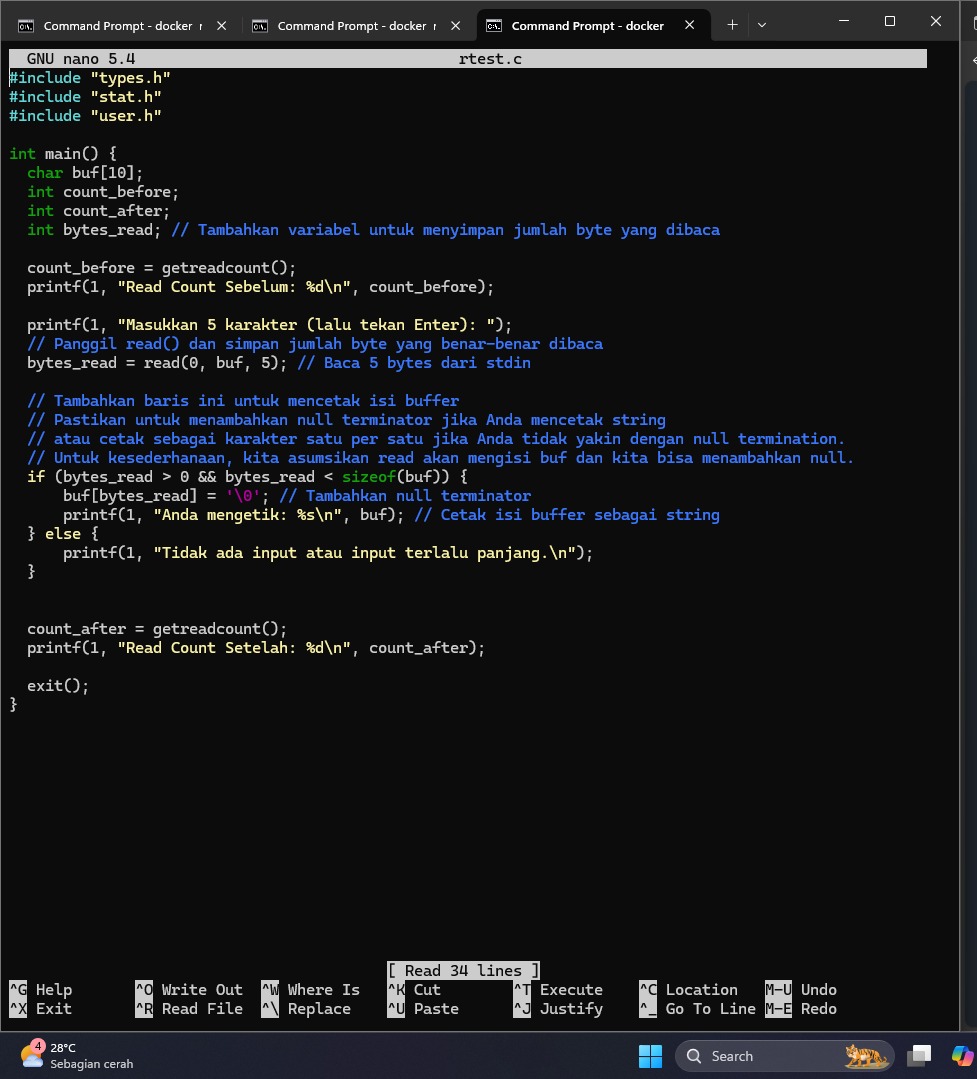 Command Prompt - docker r
Command Prompt - docker r
Command Prompt - docker
GNU nano 5.4 rtest.c
#include "types.h"
#include "stat.h"
#include "user.h"
int main() {
char buf[10];
int count_before;
int count_after;
int bytes_read; // Tambahkan variabel untuk menyimpan jumlah byte yang dibaca
count_before = getreadcount();
printf(1, "Read Count Sebelum: %d\n", count_before);
printf(1, "Masukkan 5 karakter (lalu tekan Enter): ");
// Panggil read() dan simpan jumlah byte yang benar-benar dibaca
bytes_read = read(0, buf, 5); // Baca 5 bytes dari stdin
// Tambahkan baris ini untuk mencetak isi buffer
// Pastikan untuk menambahkan null terminator jika Anda mencetak string
// atau cetak sebagai karakter satu per satu jika Anda tidak yakin dengan null termination.
// Untuk kesederhanaan, kita asumsikan read akan mengisi buf dan kita bisa menambahkan null.
if (bytes_read > 0 && bytes_read < sizeof(buf)) {
buf[bytes_read] = '\0'; // Tambahkan null terminator
printf(1, "Anda mengetik: %s\n", buf); // Cetak isi buffer sebagai string
} else {
printf(1, "Tidak ada input atau input terlalu panjang.\n");
}
count_after = getreadcount();
printf(1, "Read Count Setelah: %d\n", count_after);
exit();
}
[ Read 34 lines ]
^G Help ^O Write Out ^W Where Is ^K Cut ^T Execute ^C Location M-U Undo
^X Exit ^R Read File ^\ Replace ^U Paste ^J Justify ^_ Go To Line M-E Redo
4
28°C
Sebagian cerah
Search